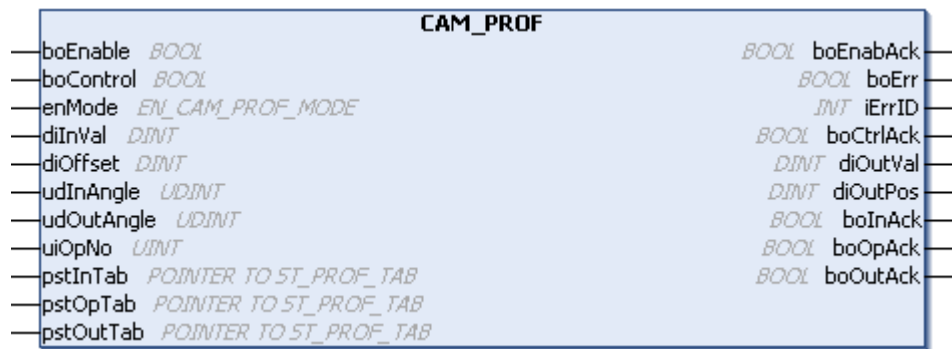 CAM_PROF
boEnable BOOL BOOL boEnabAck
boControl BOOL BOOL boErr
enMode EN_CAM_PROF_MODE INT iErrID
diInVal DINT BOOL boCtrlAck
diOffset DINT DINT diOutVal
udInAngle UDINT DINT diOutPos
udOutAngle UDINT BOOL boInAck
uiOpNo UINT BOOL boOpAck
pstInTab POINTER TO ST_PROF_TAB BOOL boOutAck
pstOpTab POINTER TO ST_PROF_TAB
pstOutTab POINTER TO ST_PROF_TAB